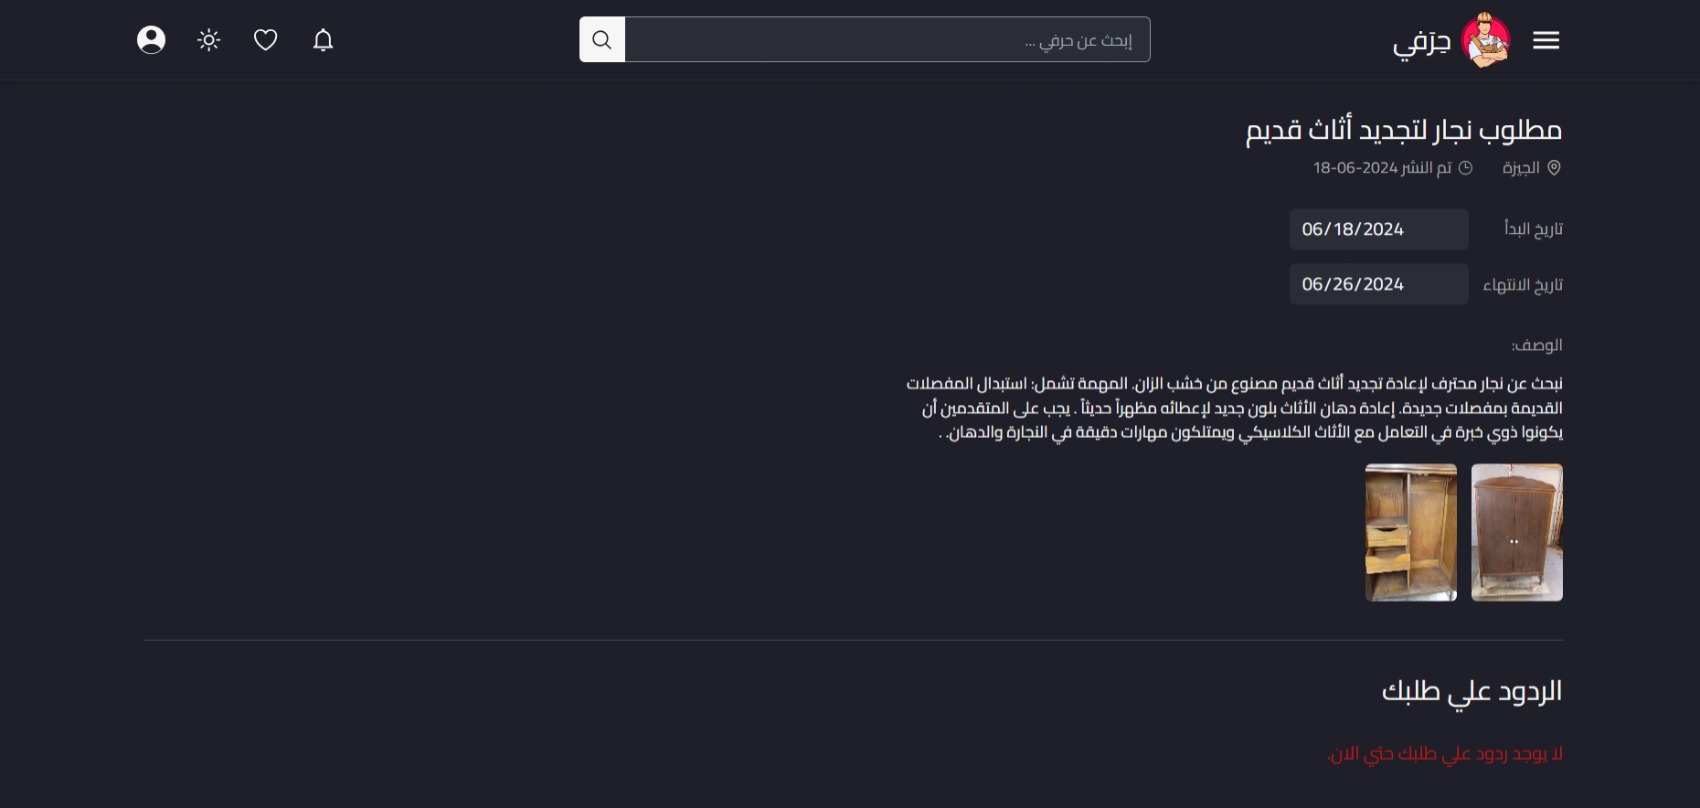 حِرَفي
إبحث عن حرفي ...
مطلوب نجار لتجديد أثاث قديم
الجيزة تم النشر 2024-06-18
تاريخ البدأ 06/18/2024
تاريخ الانتهاء 06/26/2024
الوصف:
نبحث عن نجار محترف لإعادة تجديد أثاث قديم مصنوع من خشب الزان. المهمة تشمل: استبدال المفصلات
القديمة بمفصلات جديدة. إعادة دهان الأثاث بلون جديد لإعطائه مظهراً حديثاً . يجب على المتقدمين أن
يكونوا ذوي خبرة في التعامل مع الأثاث الكلاسيكي ويمتلكون مهارات دقيقة في النجارة والدهان. .
الردود علي طلبك
لا يوجد ردود علي طلبك حتي الان.